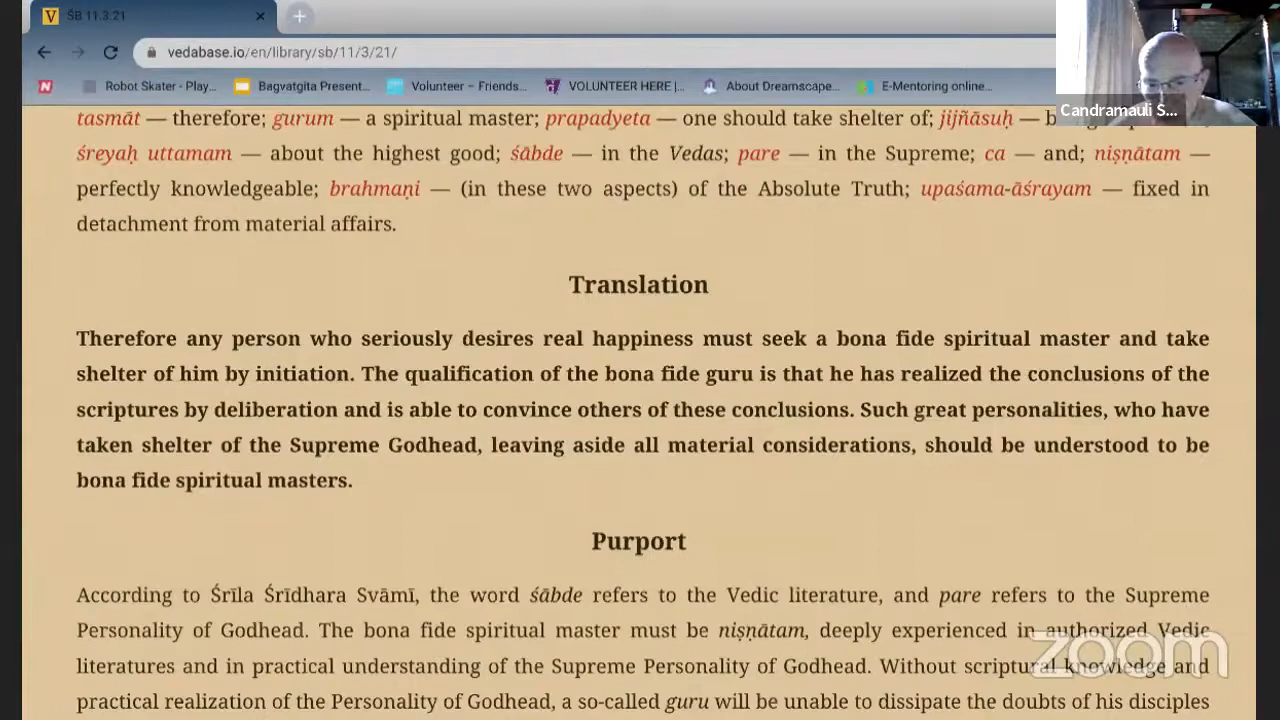 ŚB 11.3.21
vedabase.io/en/library/sb/11/3/21/
Robot Skater - Play... Bagvatgita Present... Volunteer – Friends... VOLUNTEER HERE |... About Dreamscape... E-Mentoring online...
Candramauli S...
tasmāt — therefore; gurum — a spiritual master; prapadyeta — one should take shelter of; jijñāsuḥ —
śreyaḥ uttamam — about the highest good; śābde — in the Vedas; pare — in the Supreme; ca — and; niṣṇātam —
perfectly knowledgeable; brahmaṇi — (in these two aspects) of the Absolute Truth; upaśama-āśrayam — fixed in
detachment from material affairs.
Translation
Therefore any person who seriously desires real happiness must seek a bona fide spiritual master and take
shelter of him by initiation. The qualification of the bona fide guru is that he has realized the conclusions of the
scriptures by deliberation and is able to convince others of these conclusions. Such great personalities, who have
taken shelter of the Supreme Godhead, leaving aside all material considerations, should be understood to be
bona fide spiritual masters.
Purport
According to Śrīla Śrīdhara Svāmī, the word śābde refers to the Vedic literature, and pare refers to the Supreme
Personality of Godhead. The bona fide spiritual master must be niṣṇātam, deeply experienced in authorized Vedic
literatures and in practical understanding of the Supreme Personality of Godhead. Without scriptural knowledge and
practical realization of the Personality of Godhead, a so-called guru will be unable to dissipate the doubts of his disciples
zoom